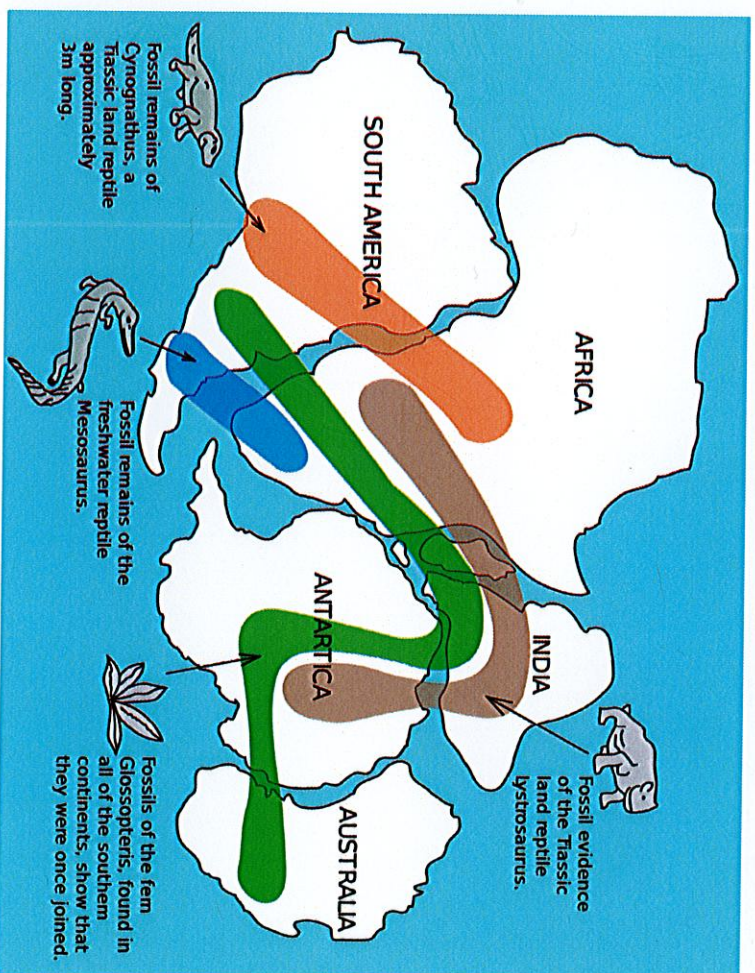 AFRICA
SOUTH AMERICA
INDIA
ANTARTICA
AUSTRALIA
Fossil evidence
of the Tiassic
land reptile
Lystrosaurus.
Fossil remains of
Cynognathus, a
Tiassic land reptile
approximately
3m long.
Fossil remains of the
freshwater reptile
Mesosaurus.
Fossils of the fem
Glossopteris, found in
all of the southem
continents, show that
they were once joined.